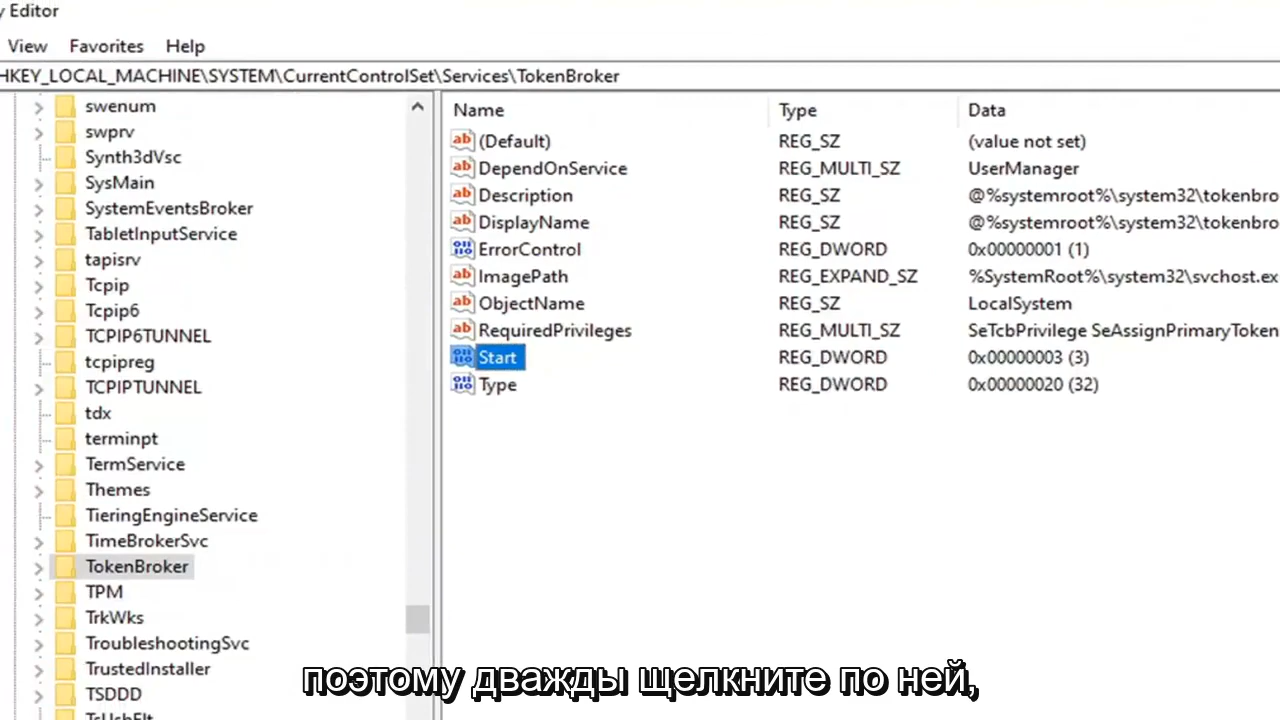 y Editor
View Favorites Help
HKEY_LOCAL_MACHINE\SYSTEM\CurrentControlSet\Services\TokenBroker
swenum
swprv
Synth3dVsc
SysMain
SystemEventsBroker
TabletInputService
tapisrv
Tcpip
Tcpip6
TCPIP6TUNNEL
tcpipreg
TCPIPTUNNEL
tdx
terminpt
TermService
Themes
TieringEngineService
TimeBrokerSvc
TokenBroker
TPM
TrkWks
TroubleshootingSvc
TrustedInstaller
TSDDD
TsUsbFlt
Name Type Data
(Default) REG_SZ (value not set)
DependOnService REG_MULTI_SZ UserManager
Description REG_SZ @%systemroot%\system32\tokenbro
DisplayName REG_SZ @%systemroot%\system32\tokenbro
ErrorControl REG_DWORD 0x00000001 (1)
ImagePath REG_EXPAND_SZ %SystemRoot%\system32\svchost.ex
ObjectName REG_SZ LocalSystem
RequiredPrivileges REG_MULTI_SZ SeTcbPrivilege SeAssignPrimaryToken
Start REG_DWORD 0x00000003 (3)
Type REG_DWORD 0x00000020 (32)
поэтому дважды щелкните по ней,